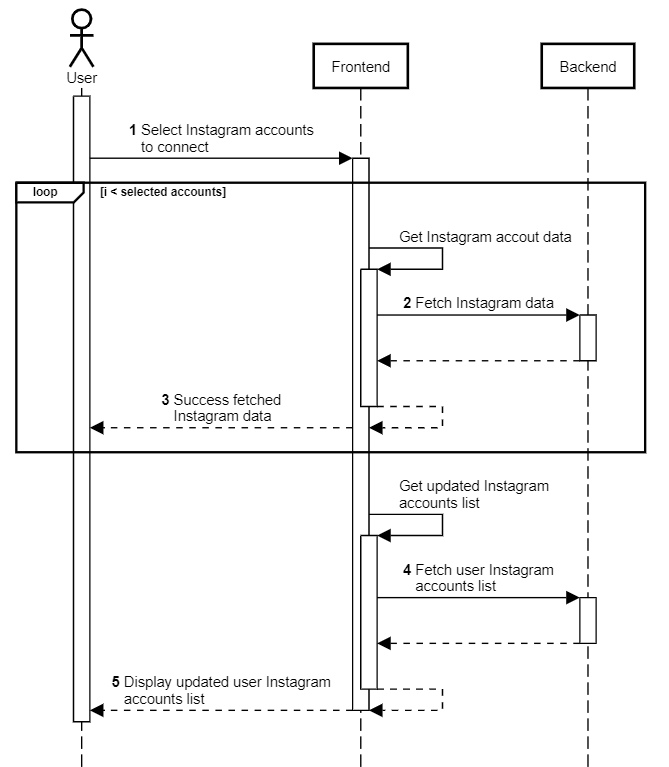 User
Frontend
Backend
1 Select Instagram accounts
to connect
loop
[i < selected accounts]
Get Instagram accout data
2 Fetch Instagram data
3 Success fetched
Instagram data
Get updated Instagram
accounts list
4 Fetch user Instagram
accounts list
5 Display updated user Instagram
accounts list